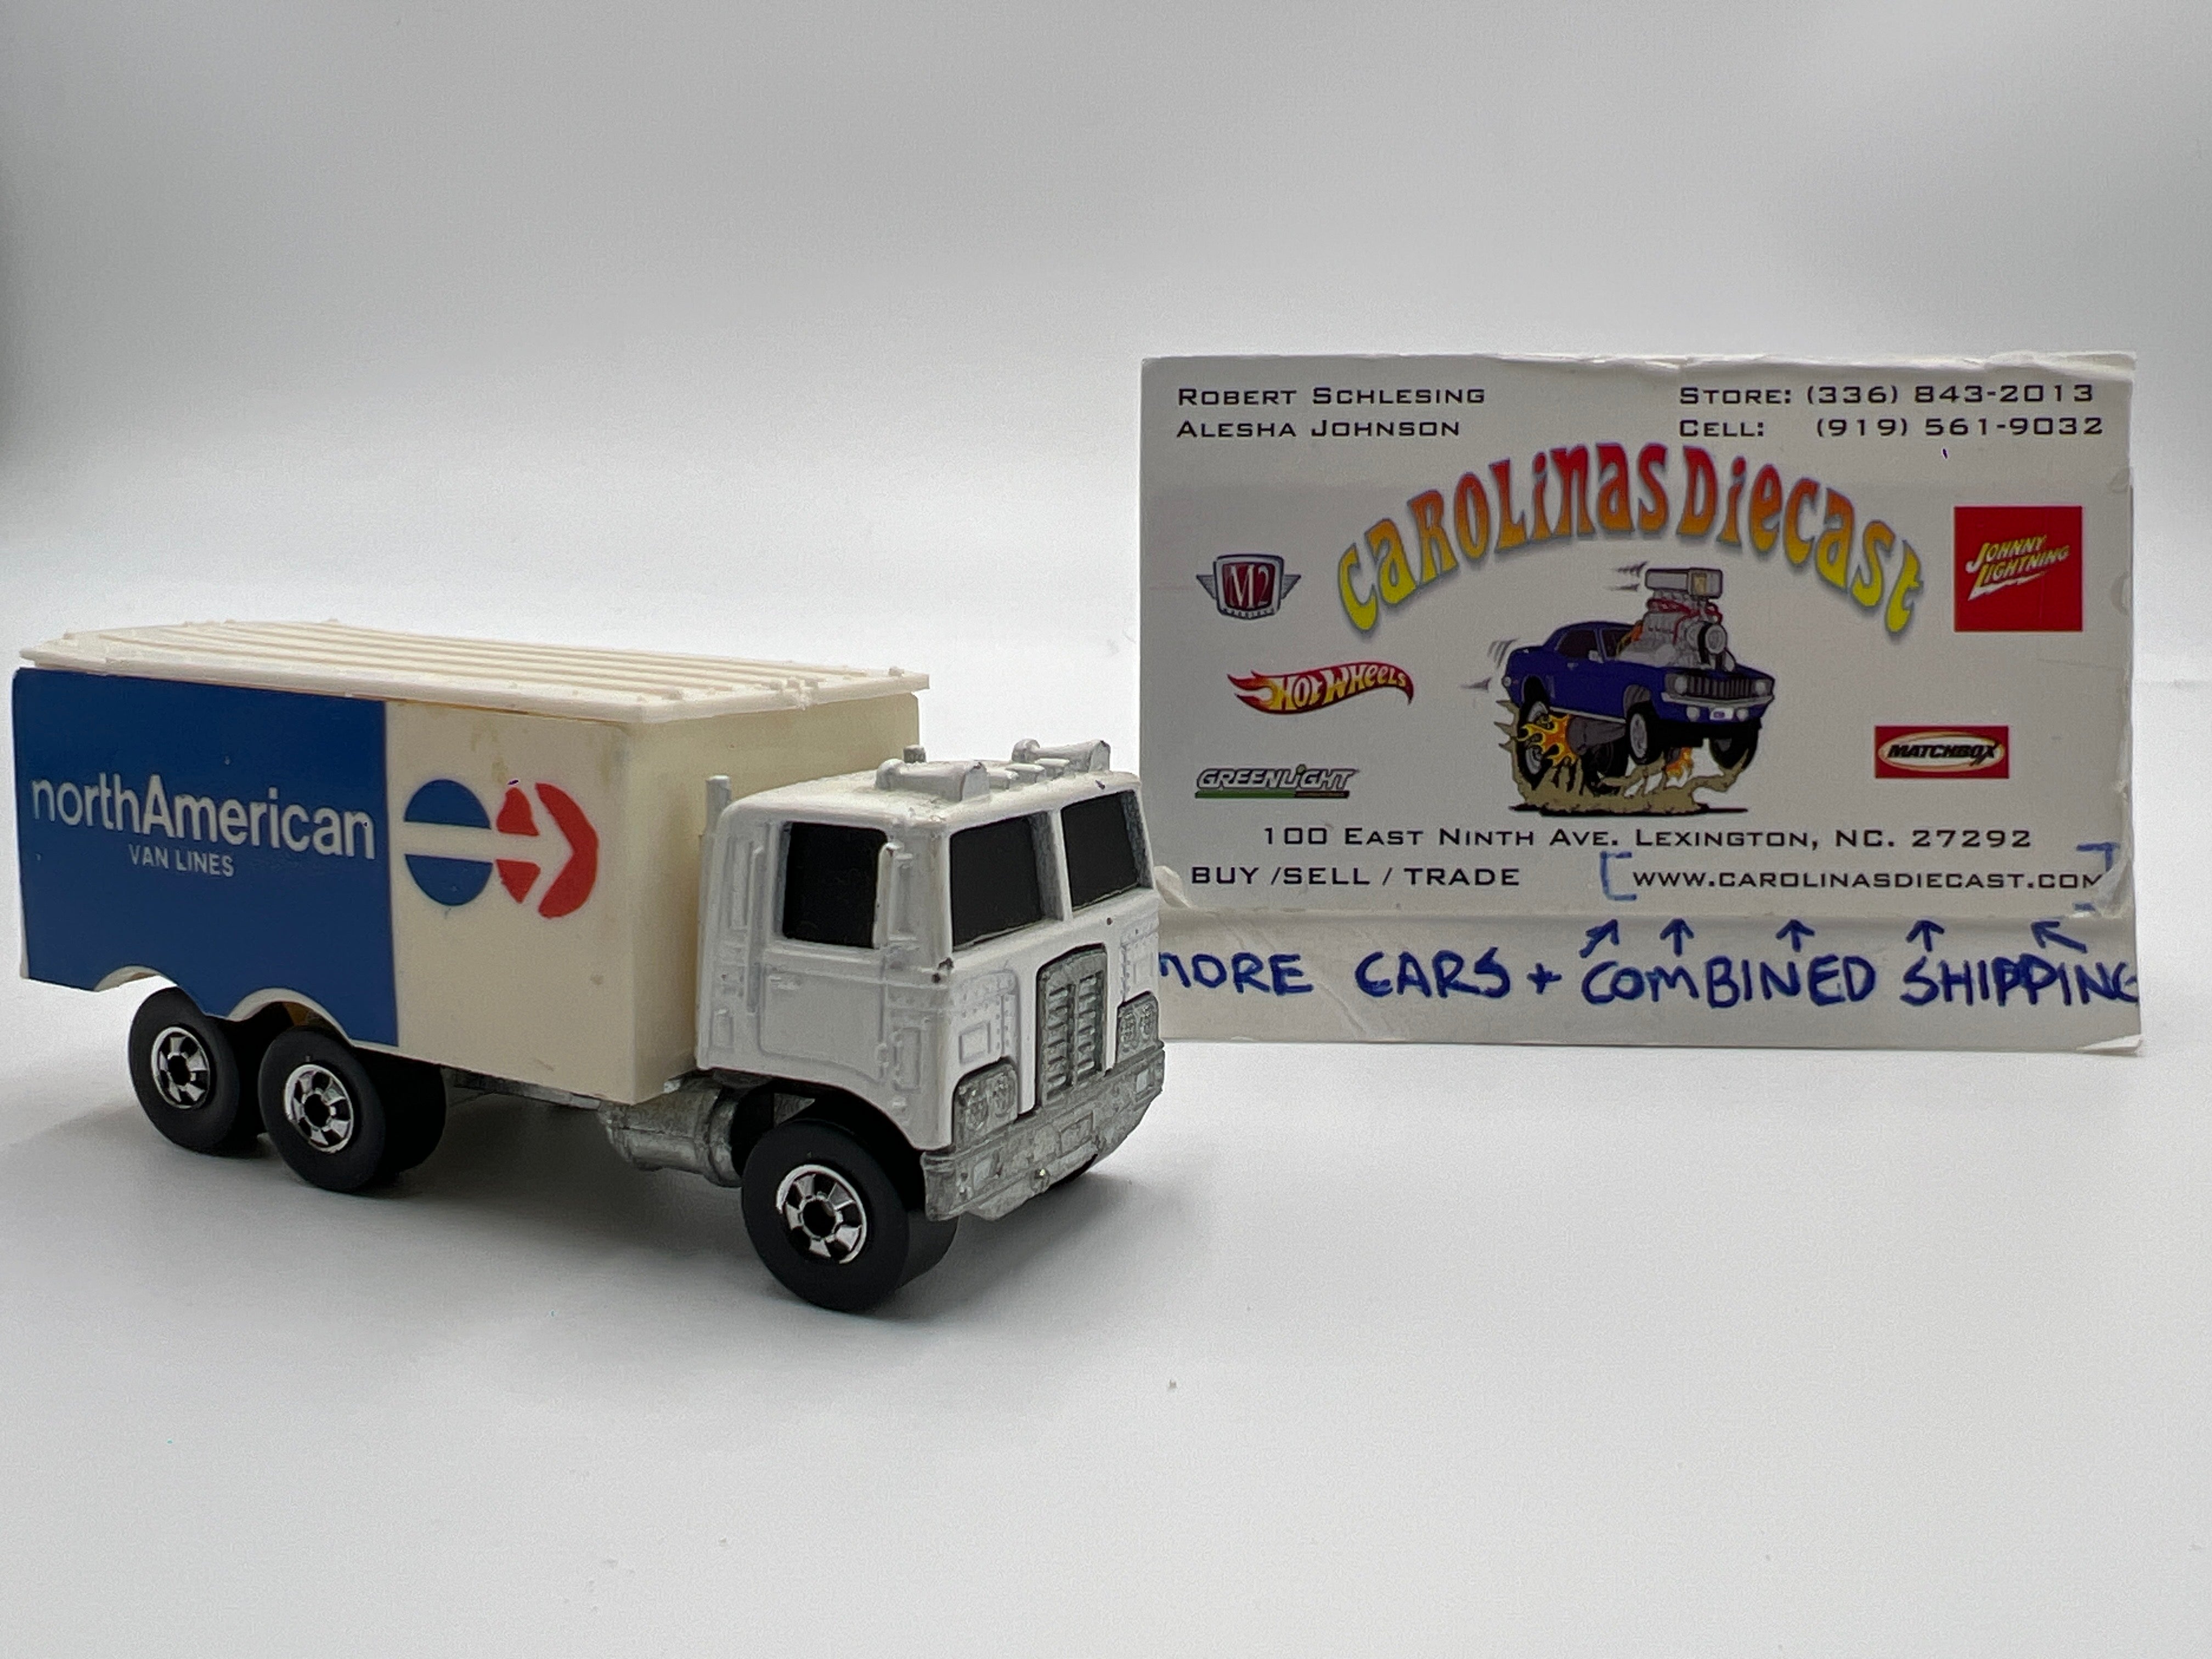 northAmerican
VAN LINES
ROBERT SCHLESING
ALESHA JOHNSON
STORE: (336) 843-2013
CELL: (919) 561-9032
CAROLINAS DIECAST
M2
JOHNNY
LIGHTNING
HOT WHEELS
MATCHBOX
GREENLIGHT
100 EAST NINTH AVE. LEXINGTON, NC. 27292
BUY /SELL / TRADE
[WWW.CAROLINASDIECAST.COM]
MORE CARS + COMBINED SHIPPING